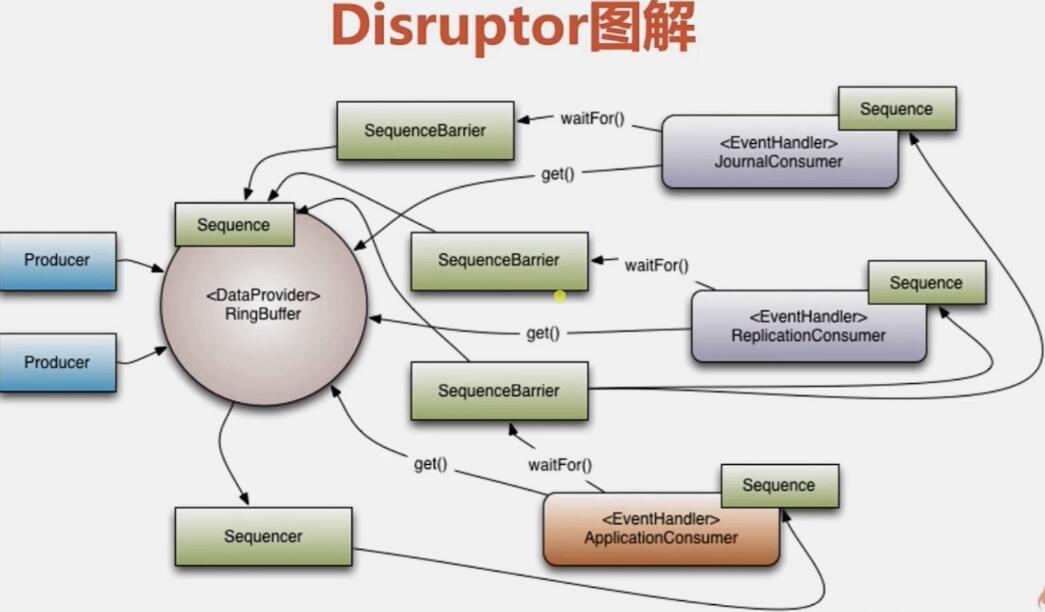 Disruptor图解
Sequence
SequenceBarrier
waitFor()
<EventHandler>
JournalConsumer
get()
Sequence
Producer
SequenceBarrier
waitFor()
Sequence
<DataProvider>
RingBuffer
<EventHandler>
ReplicationConsumer
get()
Producer
SequenceBarrier
get()
waitFor()
Sequence
<EventHandler>
ApplicationConsumer
Sequencer